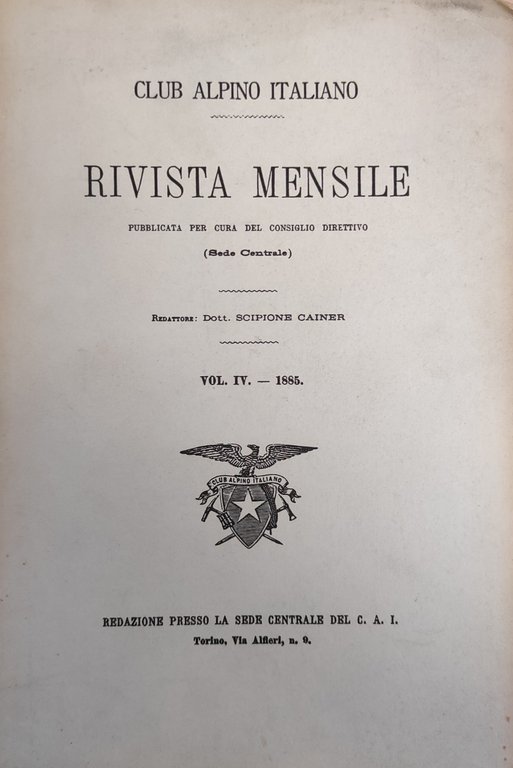 CLUB ALPINO ITALIANO
RIVISTA MENSILE
PUBBLICATA PER CURA DEL CONSIGLIO DIRETTIVO
(Sede Centrale)
REDATTORE: Dott. SCIPIONE CAINER
VOL. IV. — 1885.
CLUB ALPINO ITALIANO
REDAZIONE PRESSO LA SEDE CENTRALE DEL C. A. I.
Torino, Via Alfieri, n. 9.